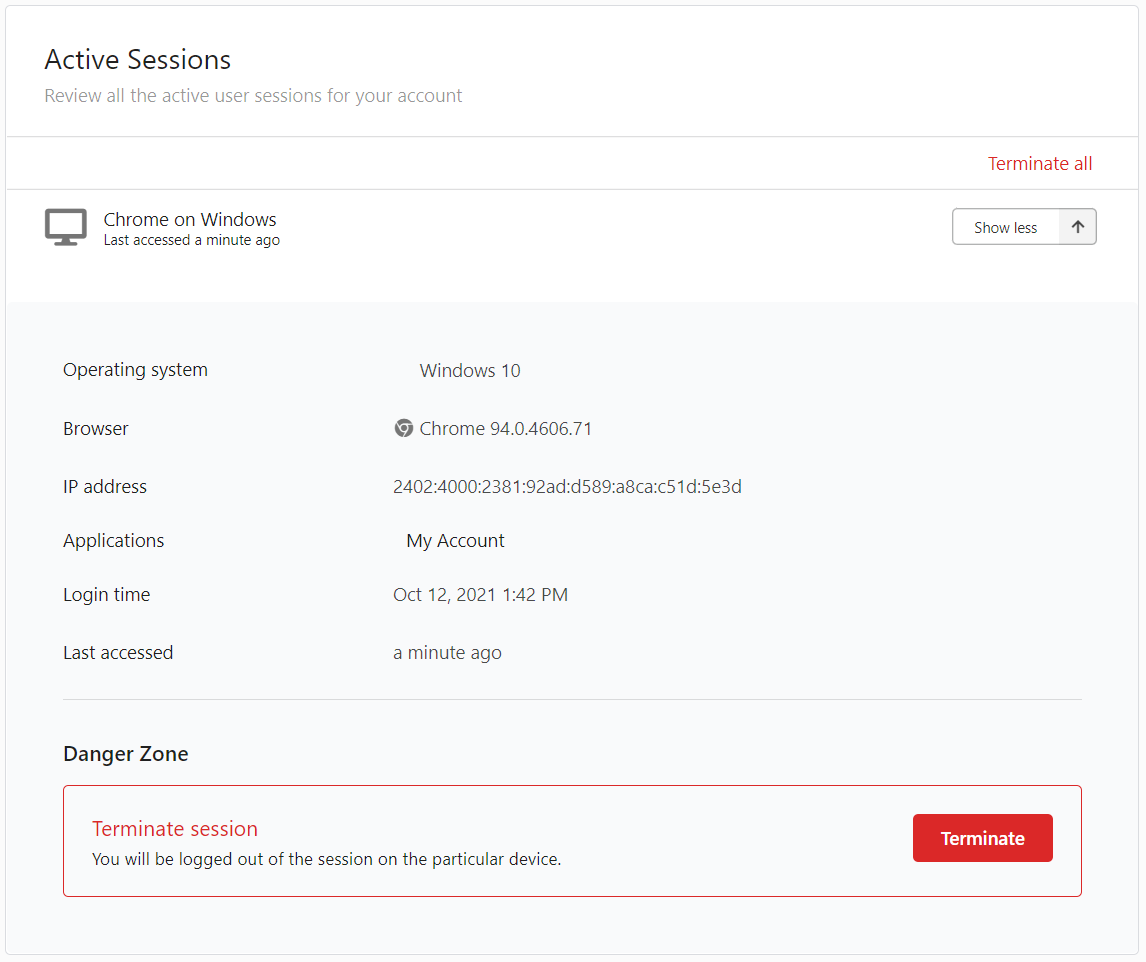 Active Sessions
Review all the active user sessions for your account
Terminate all
Chrome on Windows
Last accessed a minute ago
Show less
Operating system Windows 10
Browser Chrome 94.0.4606.71
IP address 2402:4000:2381:92ad:d589:a8ca:c51d:5e3d
Applications My Account
Login time Oct 12, 2021 1:42 PM
Last accessed a minute ago
Danger Zone
Terminate session
You will be logged out of the session on the particular device.
Terminate